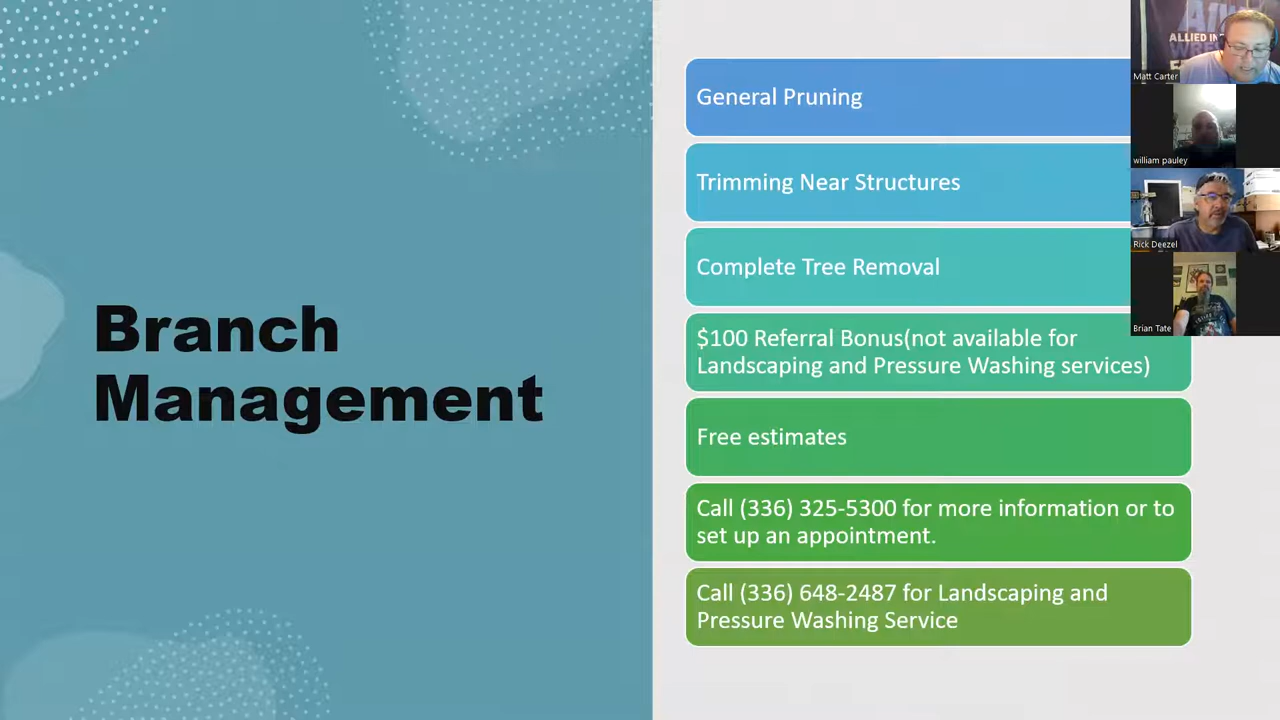 Branch
Management
General Pruning
Trimming Near Structures
Complete Tree Removal
$100 Referral Bonus(not available for
Landscaping and Pressure Washing services)
Free estimates
Call (336) 325-5300 for more information or to
set up an appointment.
Call (336) 648-2487 for Landscaping and
Pressure Washing Service
ALLIED
Matt Carter
william pauley
Rick Deezel
Brian Tate